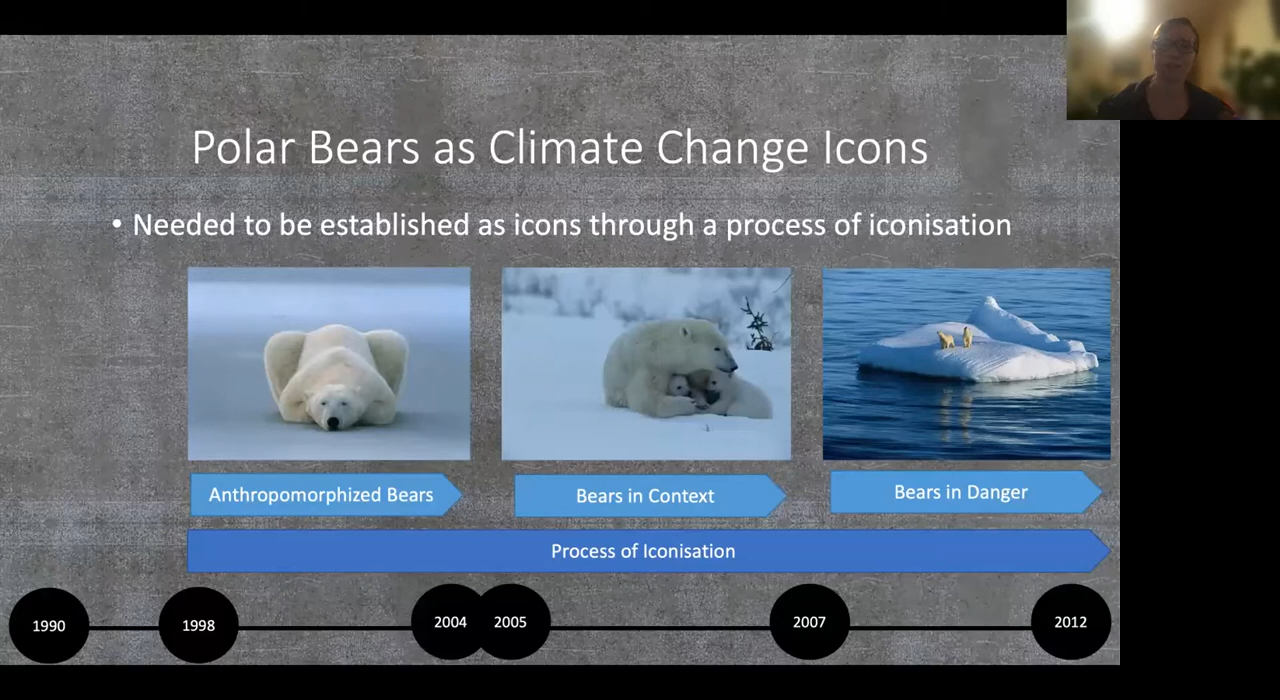 Polar Bears as Climate Change Icons
• Needed to be established as icons through a process of iconisation
Anthropomorphized Bears
Bears in Context
Bears in Danger
Process of Iconisation
1990
1998
2004
2005
2007
2012